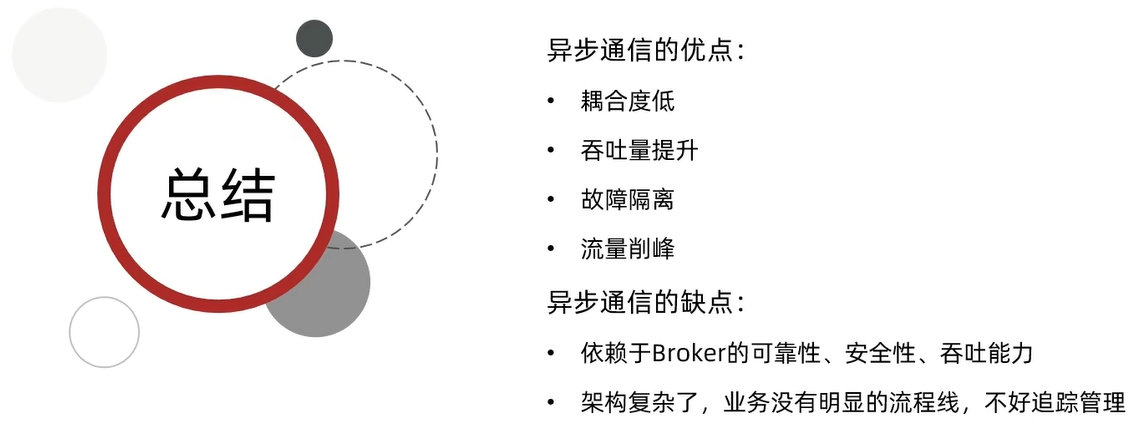 总结
异步通信的优点：
• 耦合度低
• 吞吐量提升
• 故障隔离
• 流量削峰
异步通信的缺点：
• 依赖于Broker的可靠性、安全性、吞吐能力
• 架构复杂了，业务没有明显的流程线，不好追踪管理